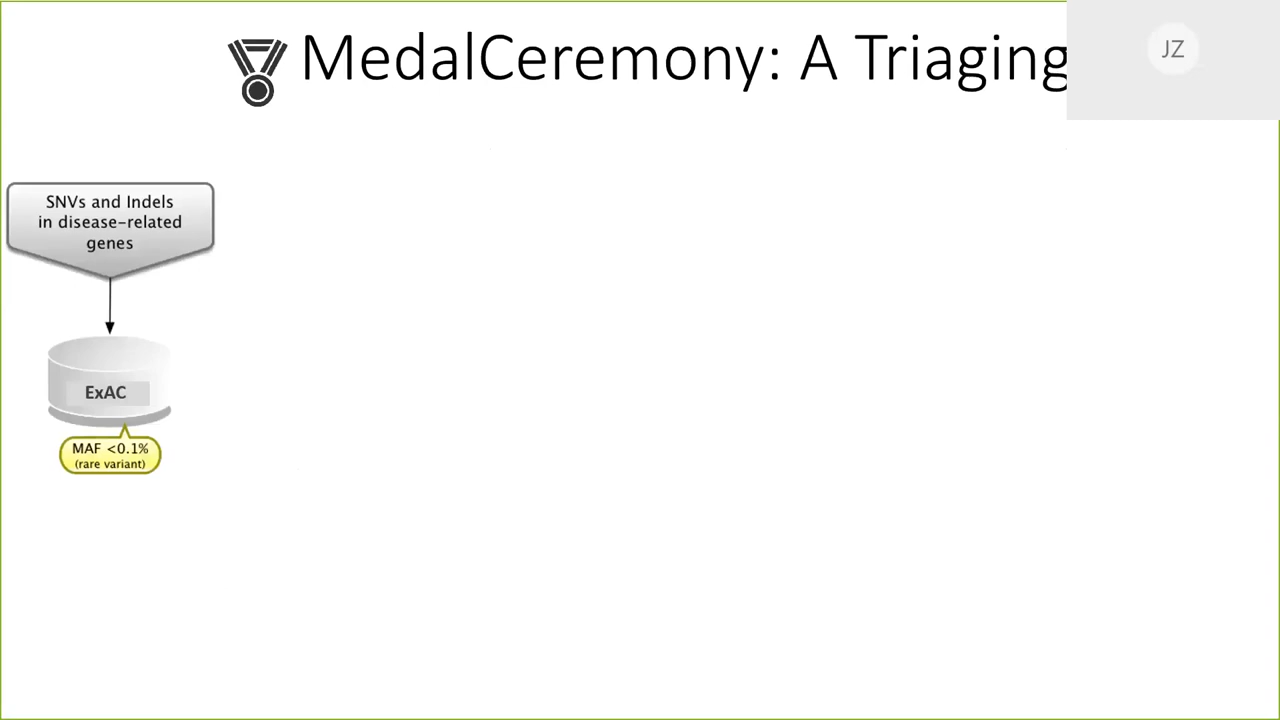 MedalCeremony: A Triaging
JZ
SNVs and Indels
in disease-related
genes
ExAC
MAF <0.1%
(rare variant)